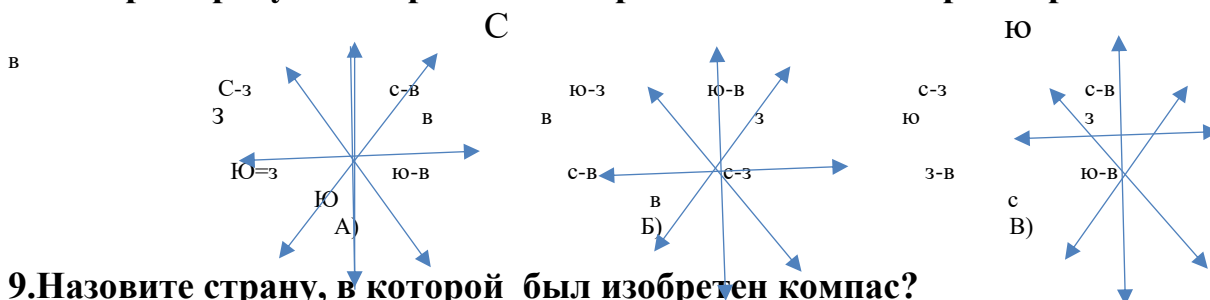 С ю
в
С-з с-в ю-з ю-в с-з с-в
З в в з ю з
Ю=з ю-в с-в с-з з-в ю-в
Ю в с
А) Б) В)
9.Назовите страну, в которой был изобретен компас?